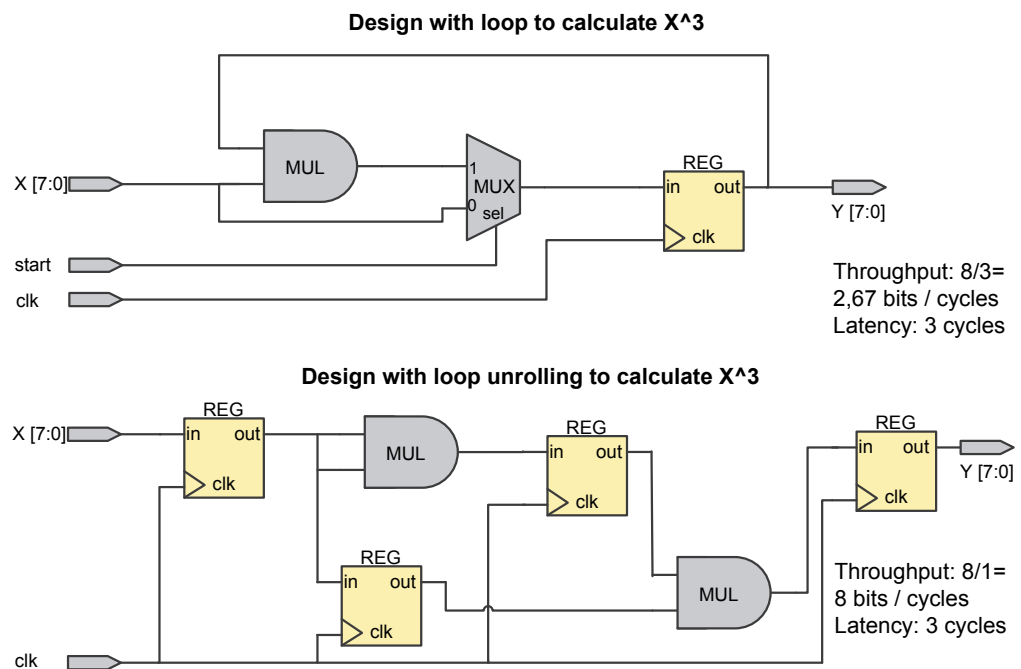 Design with loop to calculate X^3
X [7:0]
MUL
1
MUX
0
sel
REG
in out
clk
Y [7:0]
start
clk
Throughput: 8/3=
2,67 bits / cycles
Latency: 3 cycles
Design with loop unrolling to calculate X^3
X [7:0]
REG
in out
clk
MUL
REG
in out
clk
REG
in out
clk
Y [7:0]
REG
in out
clk
MUL
Throughput: 8/1=
8 bits / cycles
Latency: 3 cycles
clk